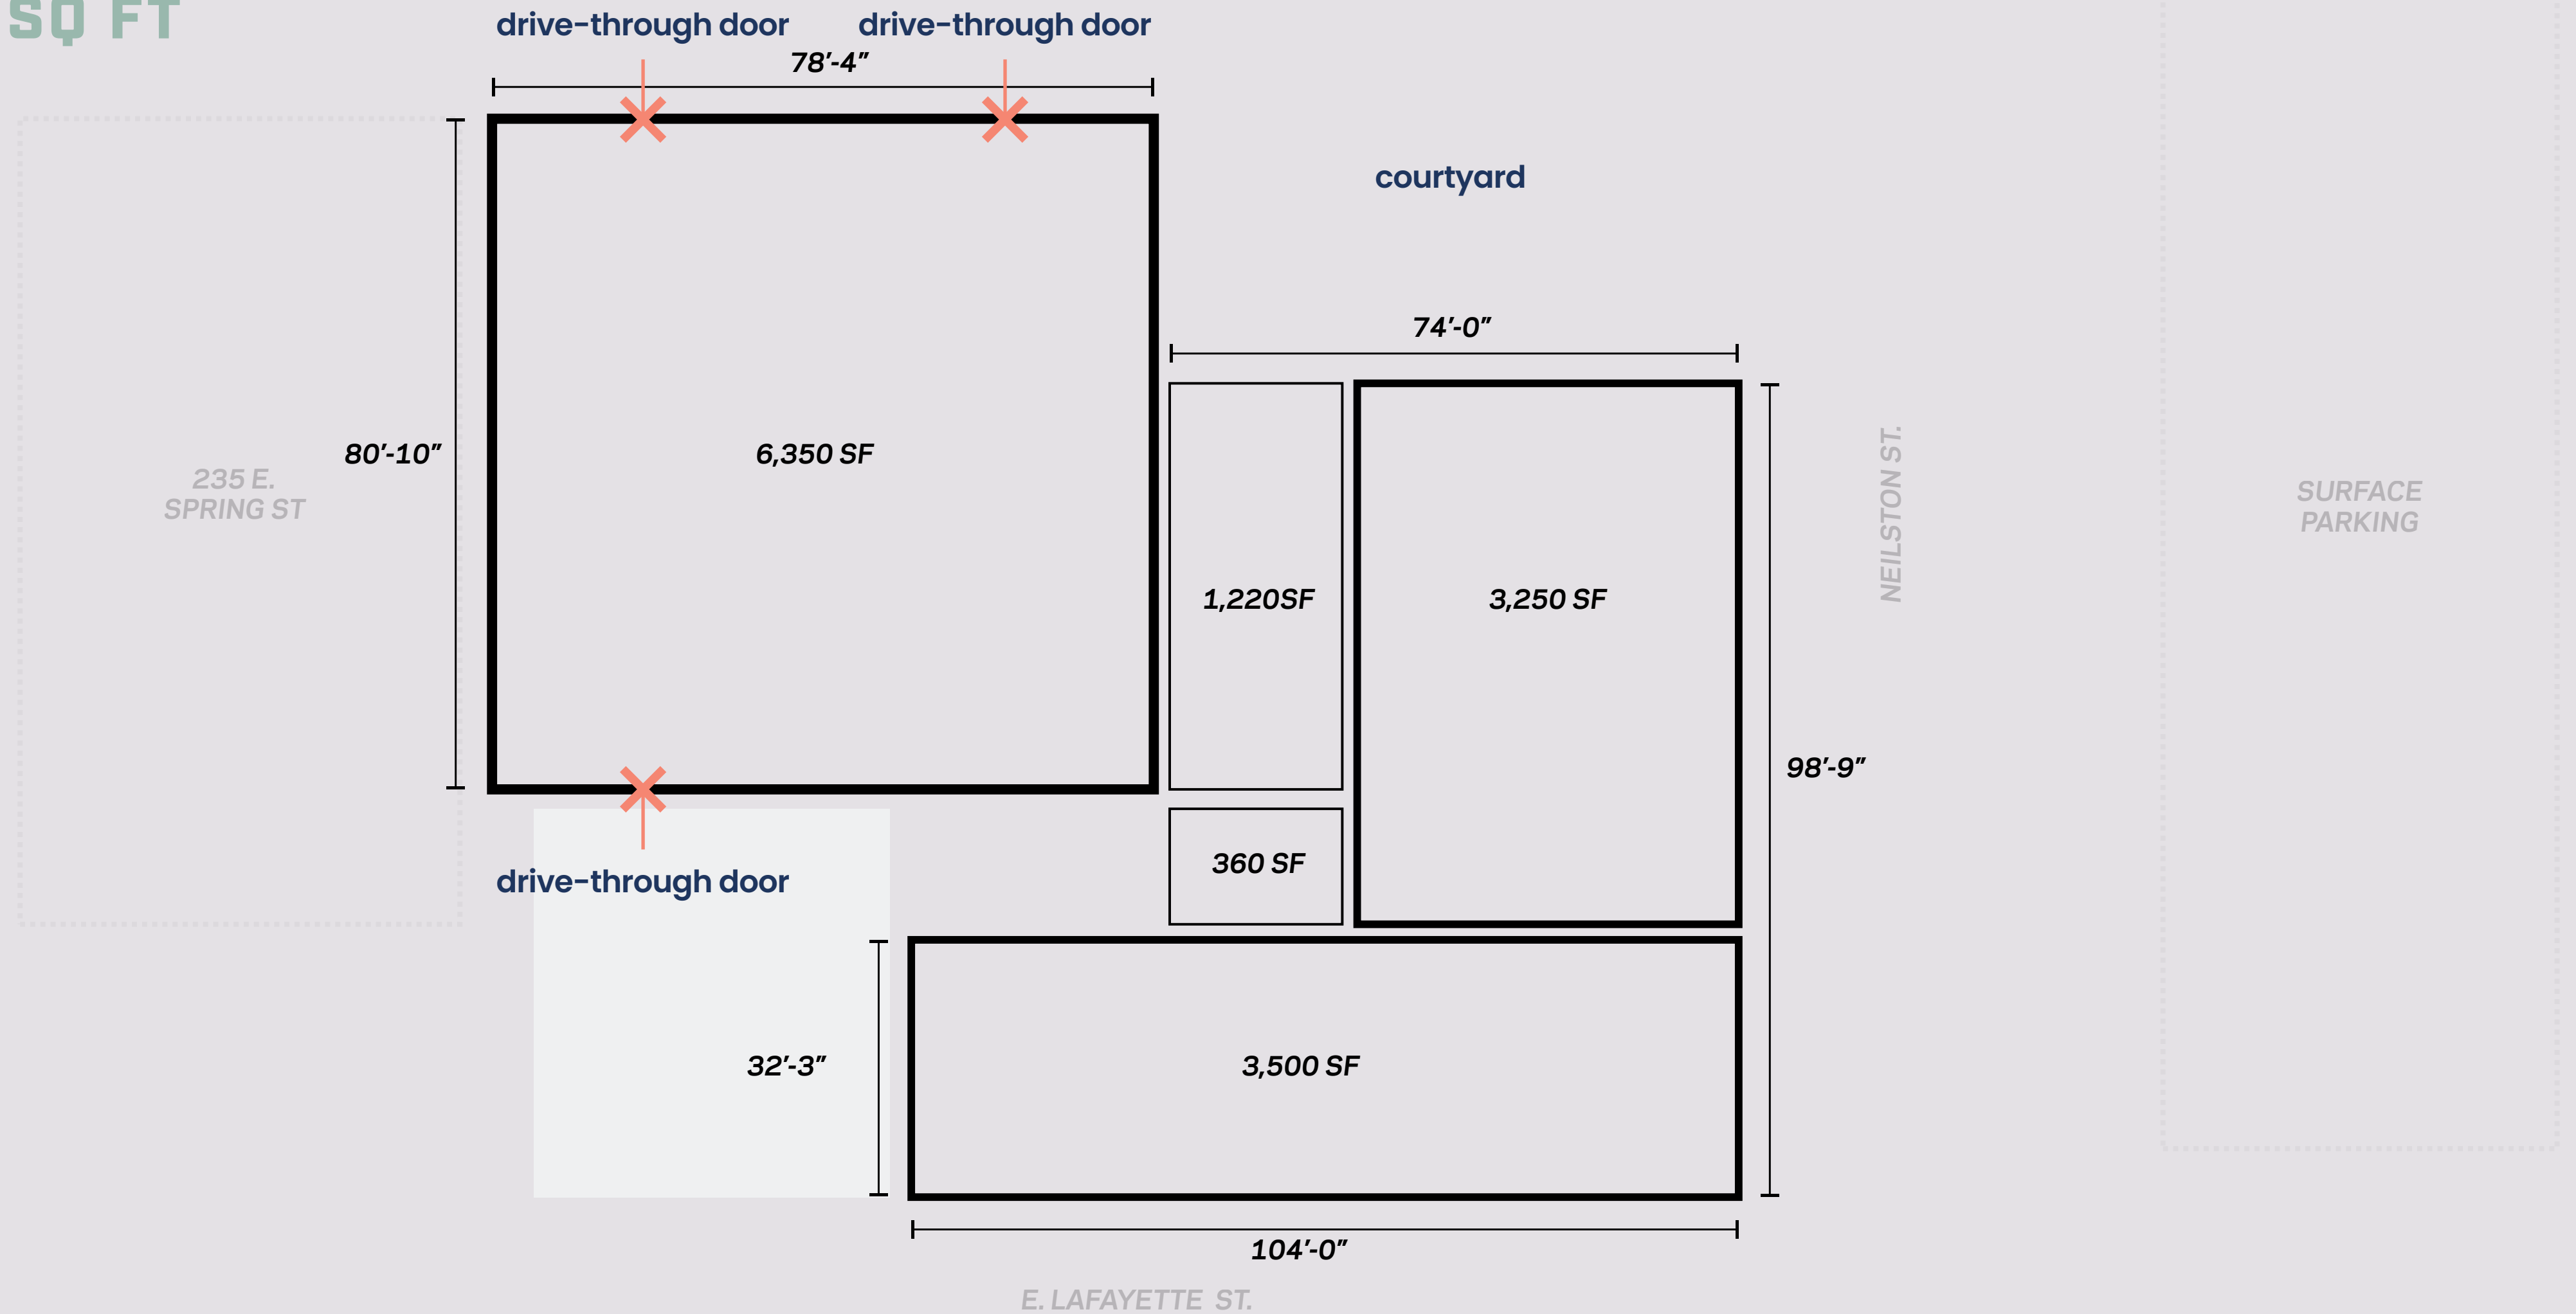 SQ FT
drive-through door
drive-through door
78'-4"
courtyard
74'-0"
80'-10"
6,350 SF
235 E.
SPRING ST
NEILSTON ST.
SURFACE
PARKING
1,220SF
3,250 SF
98'-9"
360 SF
drive-through door
32'-3"
3,500 SF
104'-0"
E. LAFAYETTE ST.